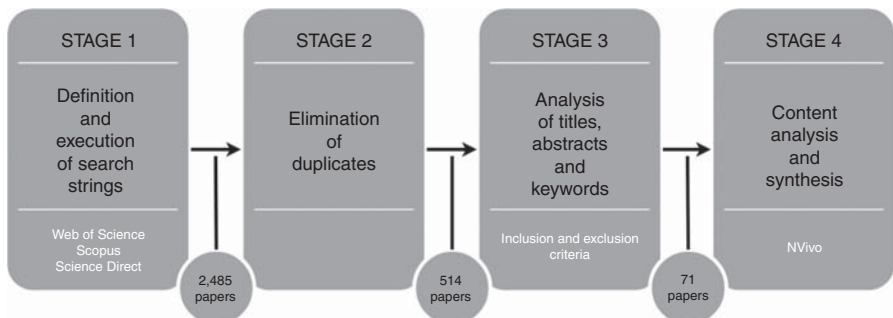 STAGE 1
Definition
and
execution
of search
strings
Web of Science
Scopus
Science Direct
2,485
papers
STAGE 2
Elimination
of
duplicates
514
papers
STAGE 3
Analysis
of titles,
abstracts
and
keywords
Inclusion and exclusion
criteria
71
papers
STAGE 4
Content
analysis
and
synthesis
NVivo